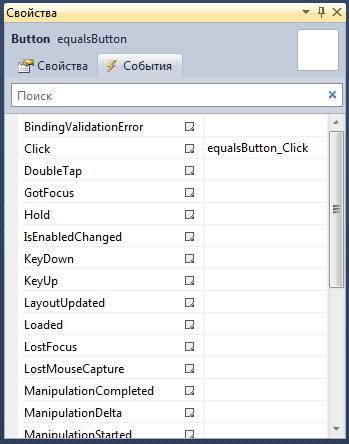 Свойства
Button equalsButton
Свойства События
Поиск
BindingValidationError
Click equalsButton_Click
DoubleTap
GotFocus
Hold
IsEnabledChanged
KeyDown
KeyUp
LayoutUpdated
Loaded
LostFocus
LostMouseCapture
ManipulationCompleted
ManipulationDelta
ManipulationStarted